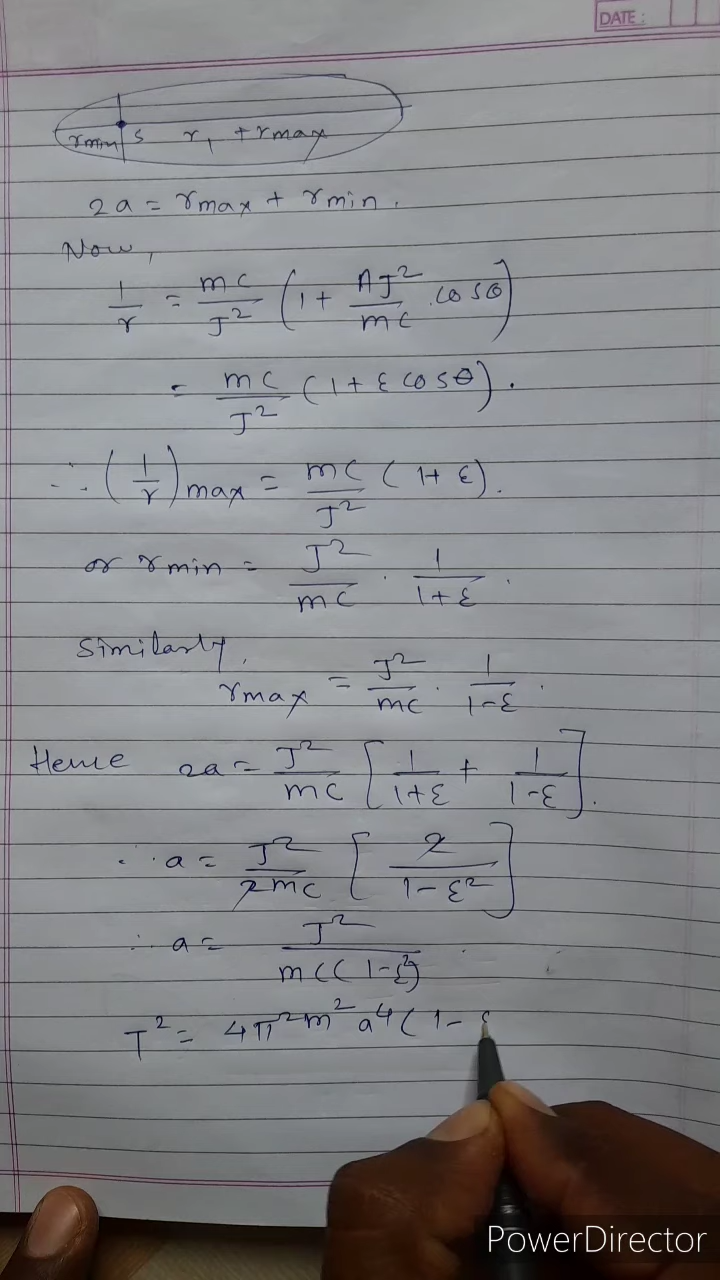 DATE :
rmin s r₁ + rmax
2a = rmax + rmin.
Now,
1/r = mC/J² (1 + AJ²/mC . cosθ)
= mC/J² (1 + ε cosθ).
∴ (1/r)max = mC/J² (1 + ε).
or rmin = J²/mC . 1/1+ε .
Similarly,
rmax = J²/mC . 1/1-ε .
Hence 2a = J²/mC [1/1+ε + 1/1-ε].
∴ a = J²/2mC [2/1-ε²]
∴ a = J²/mC(1-ε²)
T² = 4π²m² a⁴ (1- ε
PowerDirector